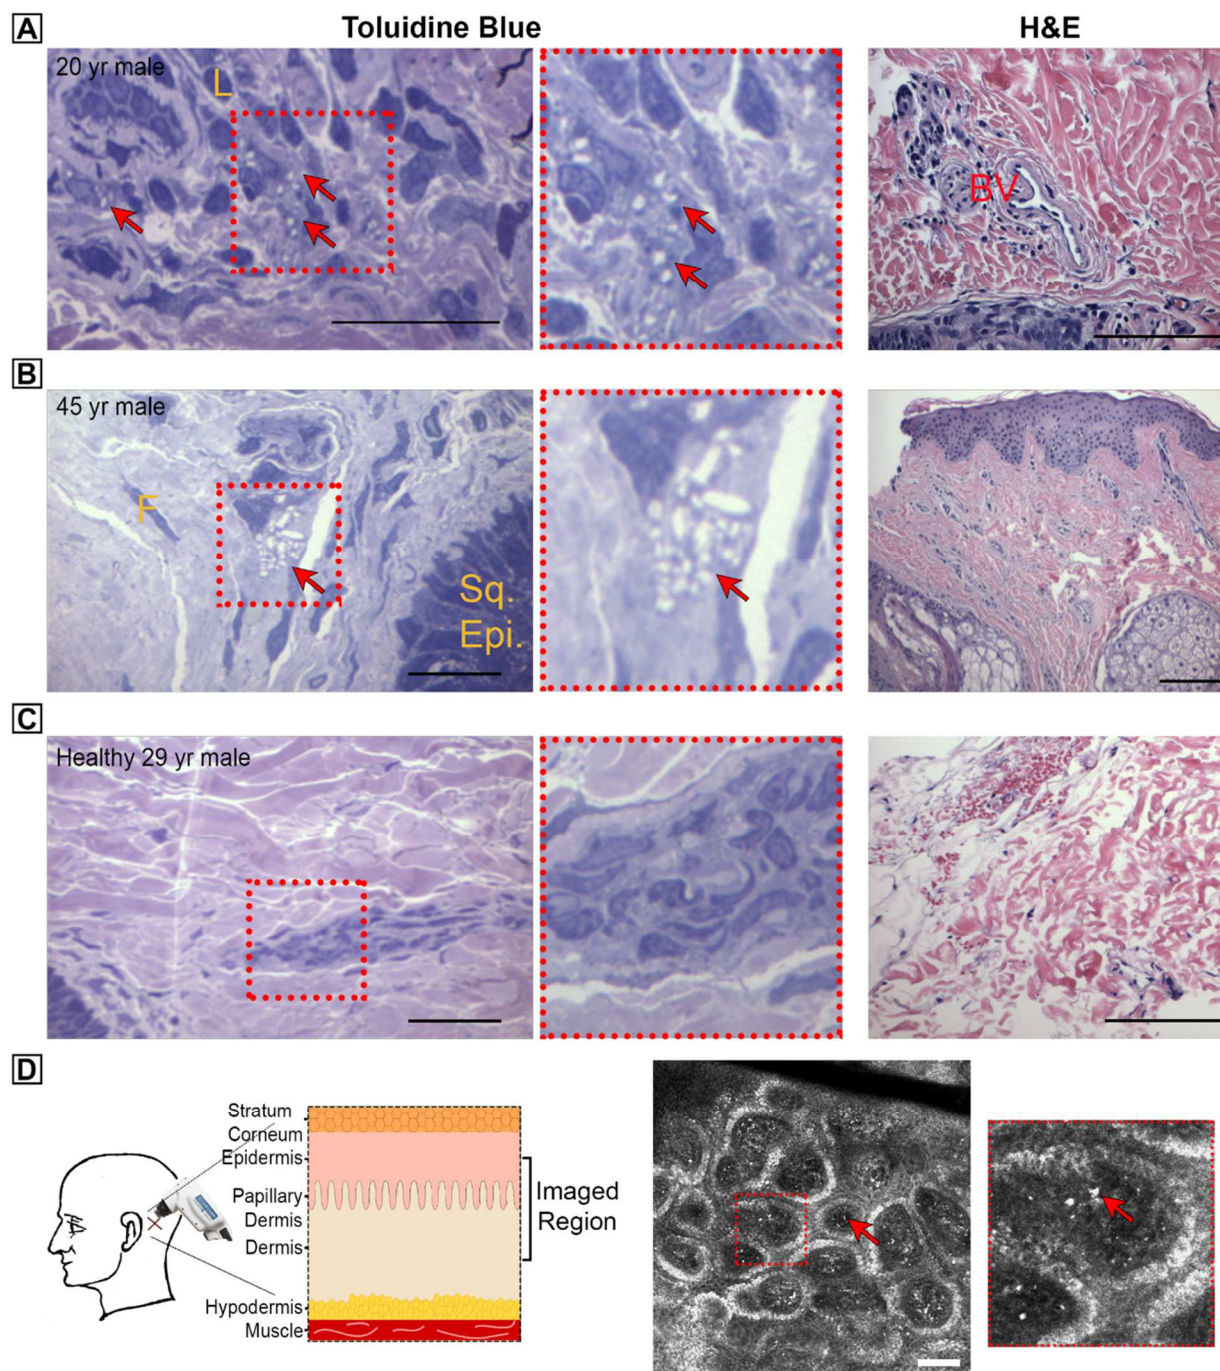 A
Toluidine Blue
H&E
20 yr male
L
BV
B
45 yr male
F
Sq.
Epi.
C
Healthy 29 yr male
D
Stratum
Corneum
Epidermis
Papillary
Dermis
Dermis
Hypodermis
Muscle
Imaged
Region